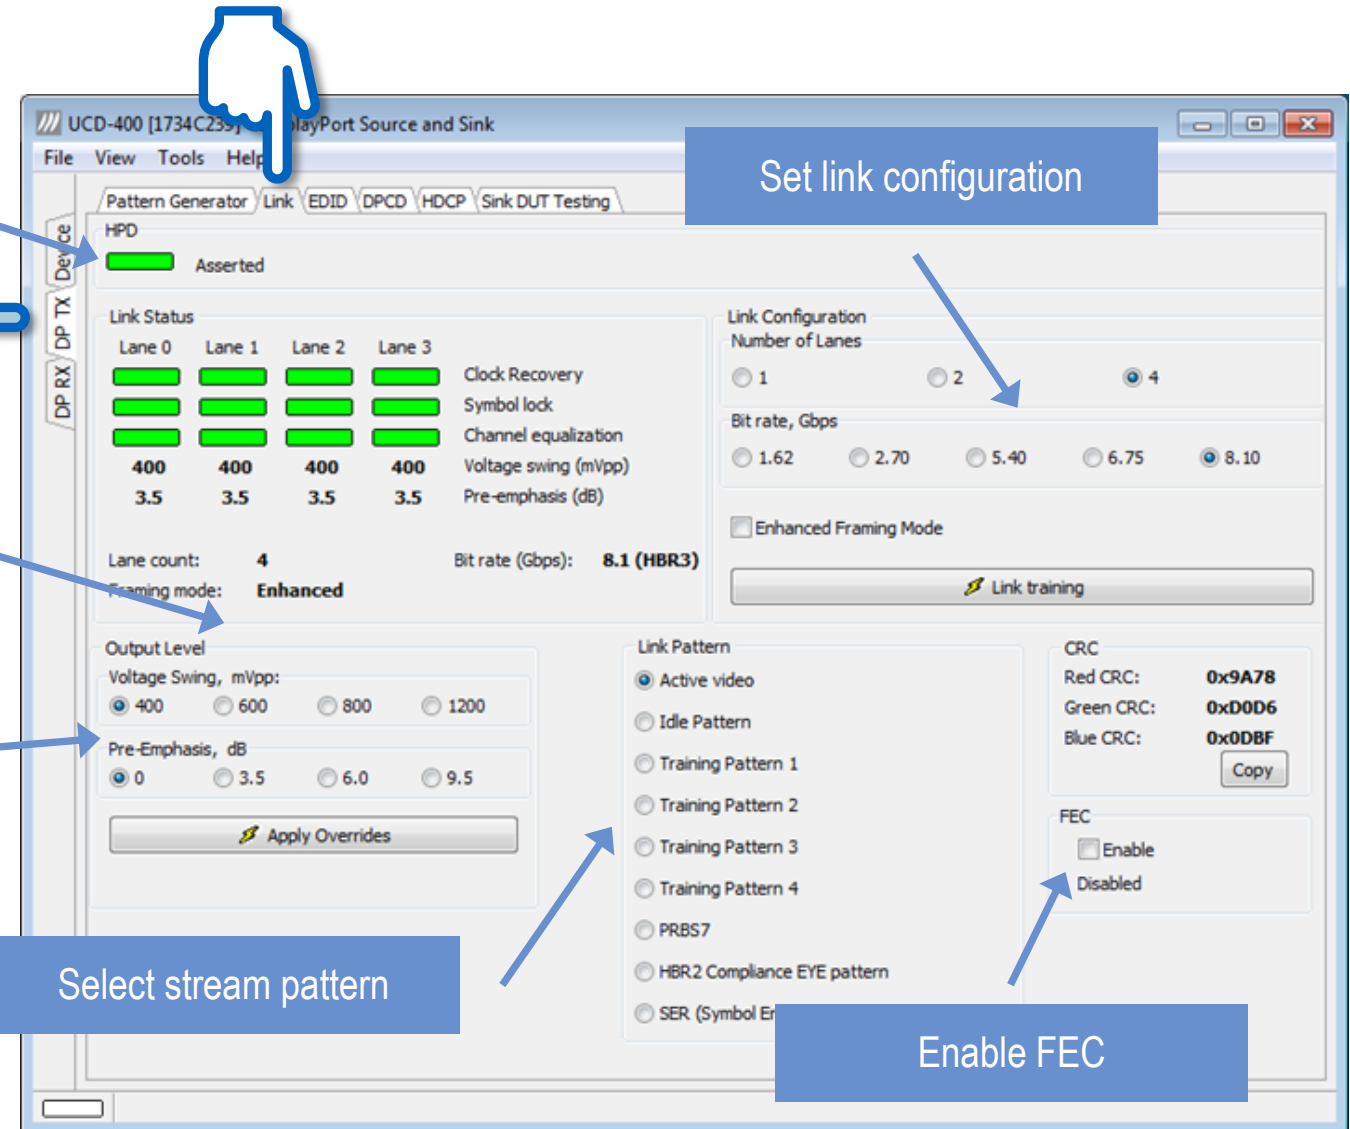 UCD-400 [1734C239] DisplayPort Source and Sink
File View Tools Help
Set link configuration
Pattern Generator Link EDID DPCD HDCP Sink DUT Testing
Device
DP TX
DP RX
HPD
Asserted
Link Status
Lane 0 Lane 1 Lane 2 Lane 3
Clock Recovery
Symbol lock
Channel equalization
400 400 400 400 Voltage swing (mVpp)
3.5 3.5 3.5 3.5 Pre-emphasis (dB)
Lane count: 4 Bit rate (Gbps): 8.1 (HBR3)
Framing mode: Enhanced
Link Configuration
Number of Lanes
1 2 4
Bit rate, Gbps
1.62 2.70 5.40 6.75 8.10
Enhanced Framing Mode
Link training
Output Level
Voltage Swing, mVpp:
400 600 800 1200
Pre-Emphasis, dB
0 3.5 6.0 9.5
Apply Overrides
Link Pattern
Active video
Idle Pattern
Training Pattern 1
Training Pattern 2
Training Pattern 3
Training Pattern 4
PRBS7
HBR2 Compliance EYE pattern
SER (Symbol Er
CRC
Red CRC: 0x9A78
Green CRC: 0xD0D6
Blue CRC: 0x0DBF
Copy
FEC
Enable
Disabled
Select stream pattern
Enable FEC